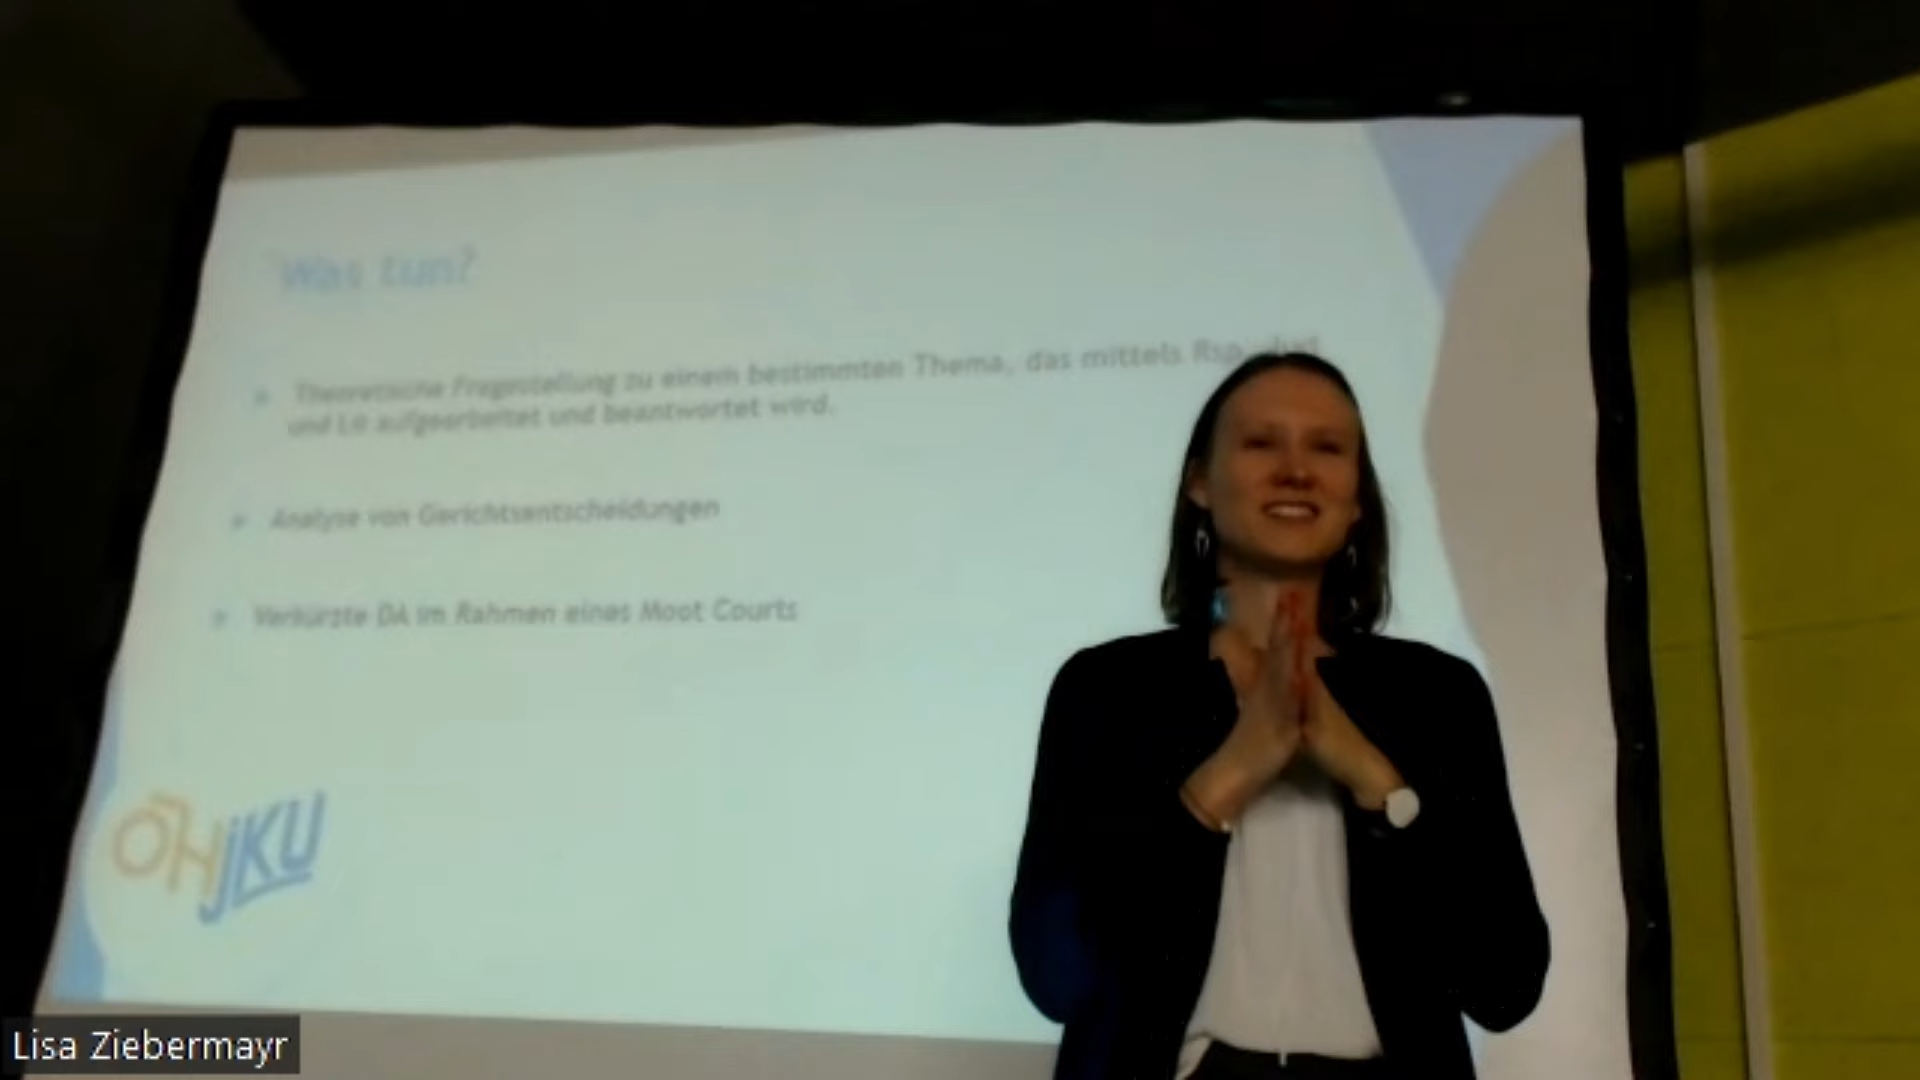 Was tun?
Theoretische Fragestellung zu einem bestimmten Thema, das mittels Rsp
und Lit aufgearbeitet und beantwortet wird.
Analyse von Gerichtsentscheidungen
Verkürzte DA im Rahmen eines Moot Courts
ÖH JKU
Lisa Ziebermayr